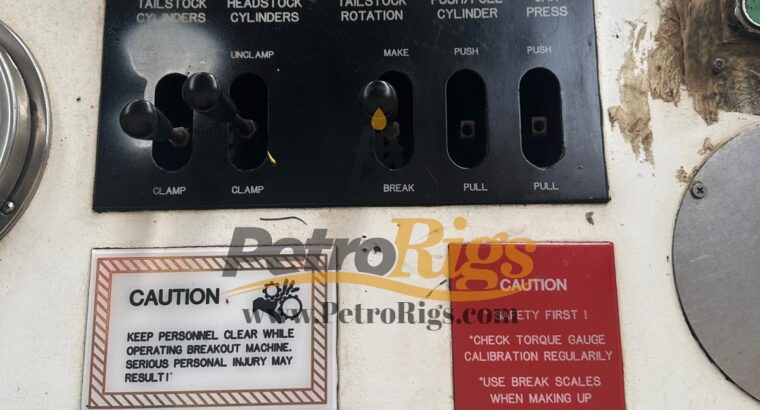 TAILSTOCK
CYLINDERS
HEADSTOCK
CYLINDERS
TAILSTOCK
ROTATION
PUSH/PULL
CYLINDER
PRESS
UNCLAMP
MAKE
PUSH
PUSH
CLAMP
CLAMP
BREAK
PULL
PULL
PetroRigs
www.PetroRigs.com
CAUTION
KEEP PERSONNEL CLEAR WHILE
OPERATING BREAKOUT MACHINE.
SERIOUS PERSONAL INJURY MAY
RESULT!
CAUTION
SAFETY FIRST !
*CHECK TORQUE GAUGE
CALIBRATION REGULARILY
*USE BREAK SCALES
WHEN MAKING UP